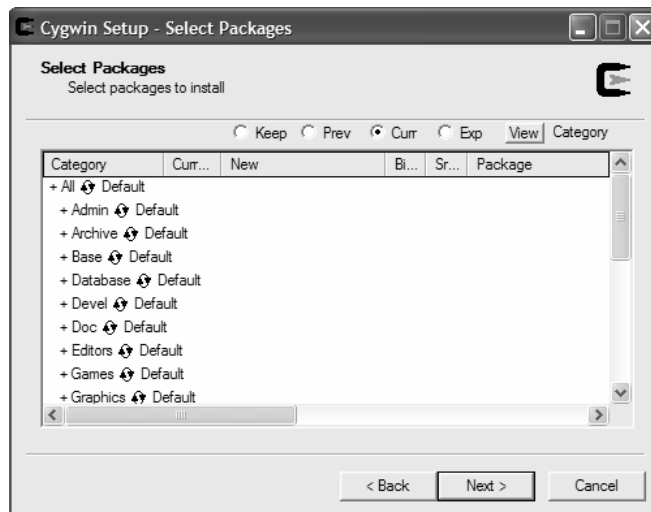 Cygwin Setup - Select Packages
Select Packages
Select packages to install
Keep Prev Curr Exp View Category
Category Curr... New Bi... Sr... Package
+ All Default
+ Admin Default
+ Archive Default
+ Base Default
+ Database Default
+ Devel Default
+ Doc Default
+ Editors Default
+ Games Default
+ Graphics Default
< Back Next > Cancel